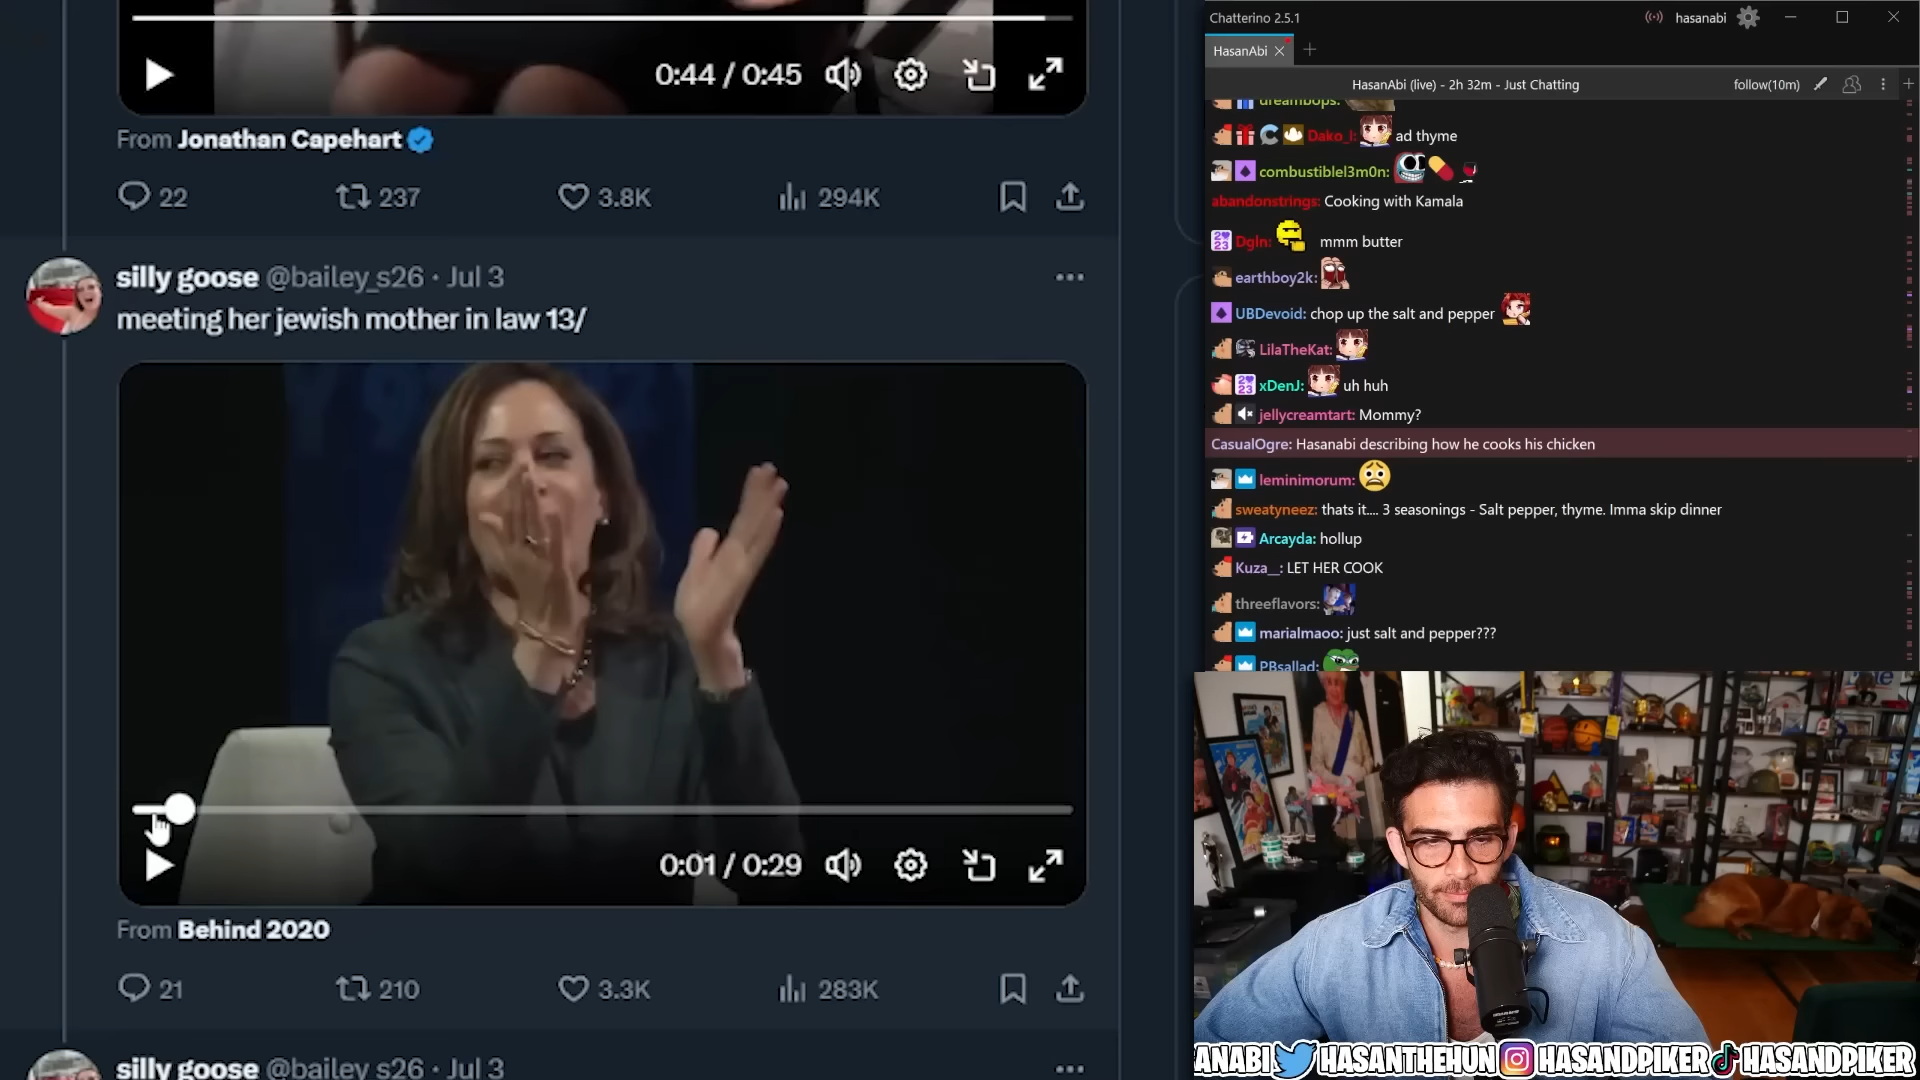 0:44 / 0:45
From Jonathan Capehart
22
237
3.8K
294K
silly goose @bailey_s26 · Jul 3
meeting her jewish mother in law 13/
0:01 / 0:29
From Behind 2020
21
210
3.3K
283K
silly goose @bailey_s26 · Jul 3
Chatterino 2.5.1
hasanabi
HasanAbi
HasanAbi (live) - 2h 32m - Just Chatting
follow(10m)
dreambops:
Dako_I: ad thyme
combustiblel3m0n:
abandonstrings: Cooking with Kamala
Dgln: mmm butter
earthboy2k:
UBDevoid: chop up the salt and pepper
LilaTheKat:
xDenJ: uh huh
jellycreamtart: Mommy?
CasualOgre: Hasanabi describing how he cooks his chicken
leminimorum:
sweatyneez: thats it.... 3 seasonings - Salt pepper, thyme. Imma skip dinner
Arcayda: hollup
Kuza__: LET HER COOK
threeflavors:
marialmaoo: just salt and pepper???
PBsallad:
ANABI HASANTHEHUN HASANDPIKER HASANDPIKER